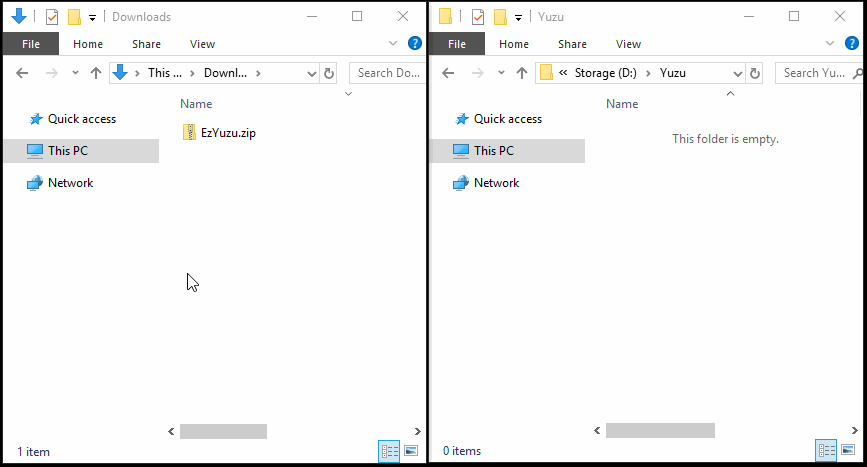 Downloads
File Home Share View
This ... Downl...
Search Do...
Name
Quick access
EzYuzu.zip
This PC
Network
1 item
Yuzu
File Home Share View
« Storage (D:) Yuzu
Search Yu...
Name
Quick access
This folder is empty.
This PC
Network
0 items